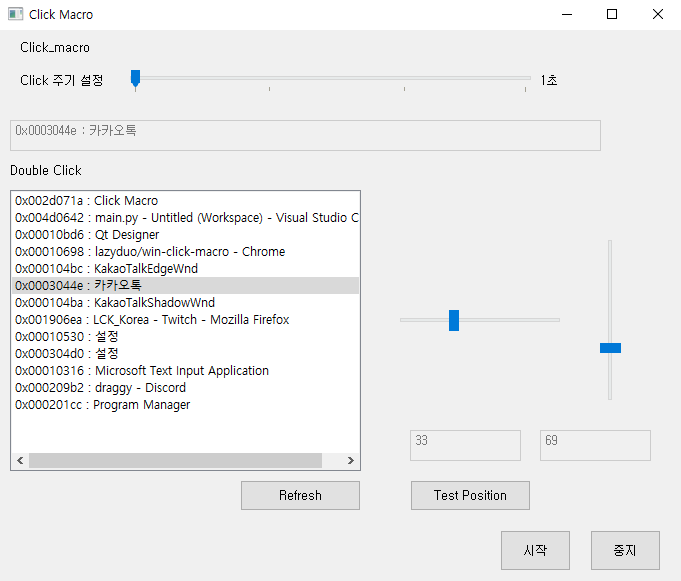 Click Macro
Click_macro
Click 주기 설정
1초
0x0003044e : 카카오톡
Double Click
0x002d071a : Click Macro
0x004d0642 : main.py - Untitled (Workspace) - Visual Studio C
0x00010bd6 : Qt Designer
0x00010698 : lazyduo/win-click-macro - Chrome
0x000104bc : KakaoTalkEdgeWnd
0x0003044e : 카카오톡
0x000104ba : KakaoTalkShadowWnd
0x001906ea : LCK_Korea - Twitch - Mozilla Firefox
0x00010530 : 설정
0x000304d0 : 설정
0x00010316 : Microsoft Text Input Application
0x000209b2 : draggy - Discord
0x000201cc : Program Manager
33
69
Refresh
Test Position
시작
중지